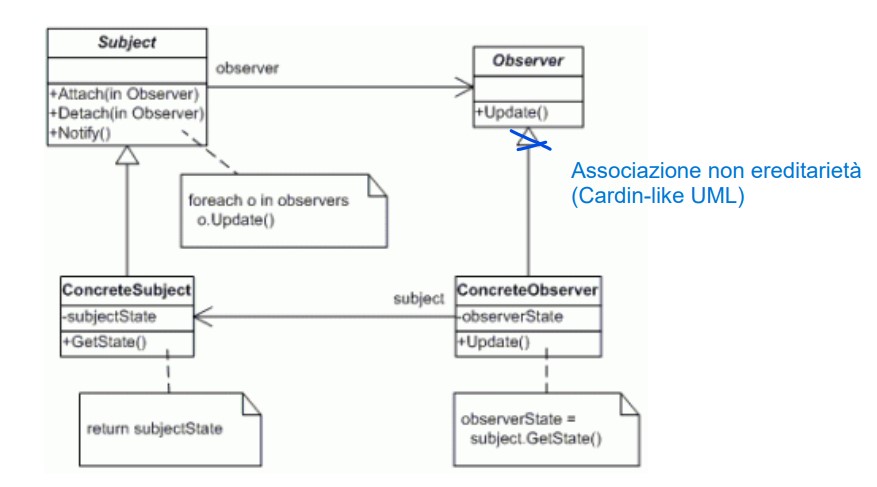 Subject
observer
+Attach(in Observer)
+Detach(in Observer)
+Notify()
Observer
+Update()
Associazione non ereditarietà
(Cardin-like UML)
foreach o in observers
o.Update()
ConcreteSubject
-subjectState
+GetState()
subject
ConcreteObserver
-observerState
+Update()
return subjectState
observerState =
subject.GetState()